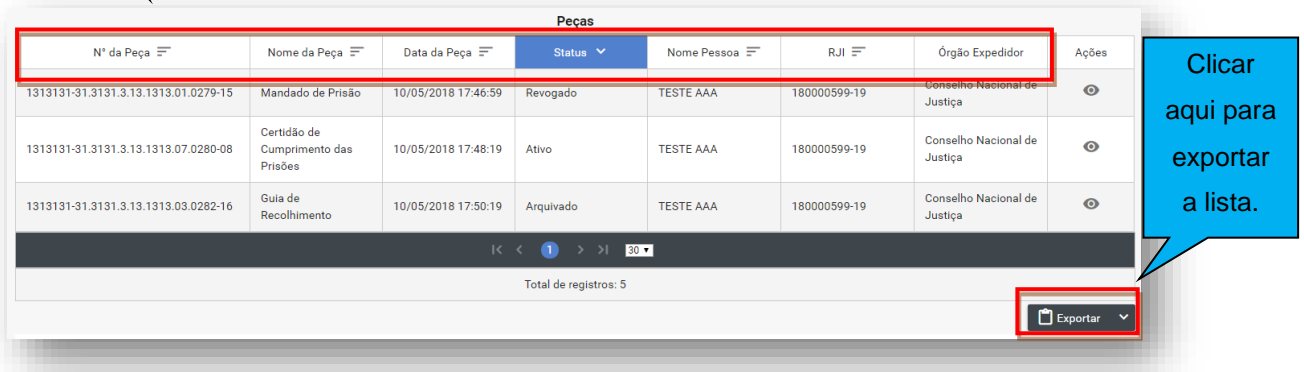 Peças
N° da Peça Nome da Peça Data da Peça Status Nome Pessoa RJI Órgão Expedidor Ações
1313131-31.3131.3.13.1313.01.0279-15 Mandado de Prisão 10/05/2018 17:46:59 Revogado TESTE AAA 180000599-19 Conselho Nacional de
Justiça
1313131-31.3131.3.13.1313.07.0280-08 Certidão de
Cumprimento das
Prisões
10/05/2018 17:48:19 Ativo TESTE AAA 180000599-19 Conselho Nacional de
Justiça
1313131-31.3131.3.13.1313.03.0282-16 Guia de
Recolhimento
10/05/2018 17:50:19 Arquivado TESTE AAA 180000599-19 Conselho Nacional de
Justiça
1 30
Total de registros: 5
Exportar
Clicar
aqui para
exportar
a lista.